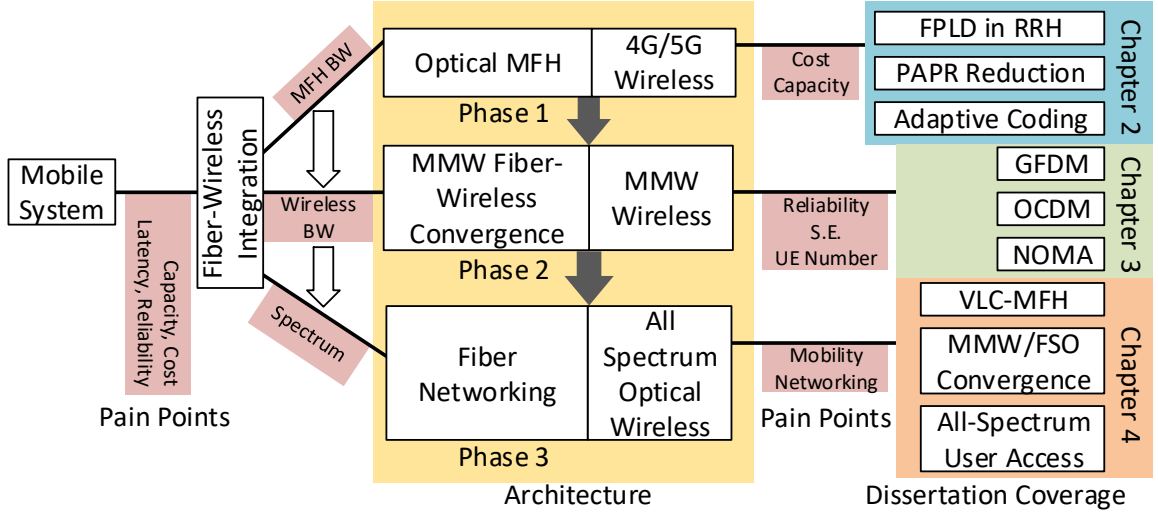 Mobile
System
Capacity, Cost
Latency, Reliability
Pain Points
Fiber-Wireless
Integration
MFH BW
Wireless
BW
Spectrum
Optical MFH
4G/5G
Wireless
Phase 1
MMW Fiber-
Wireless
Convergence
MMW
Wireless
Phase 2
Fiber
Networking
All
Spectrum
Optical
Wireless
Phase 3
Architecture
Cost
Capacity
Reliability
S.E.
UE Number
Mobility
Networking
Pain Points
FPLD in RRH
PAPR Reduction
Adaptive Coding
Chapter 2
GFDM
OCDM
NOMA
Chapter 3
VLC-MFH
MMW/FSO
Convergence
All-Spectrum
User Access
Chapter 4
Dissertation Coverage